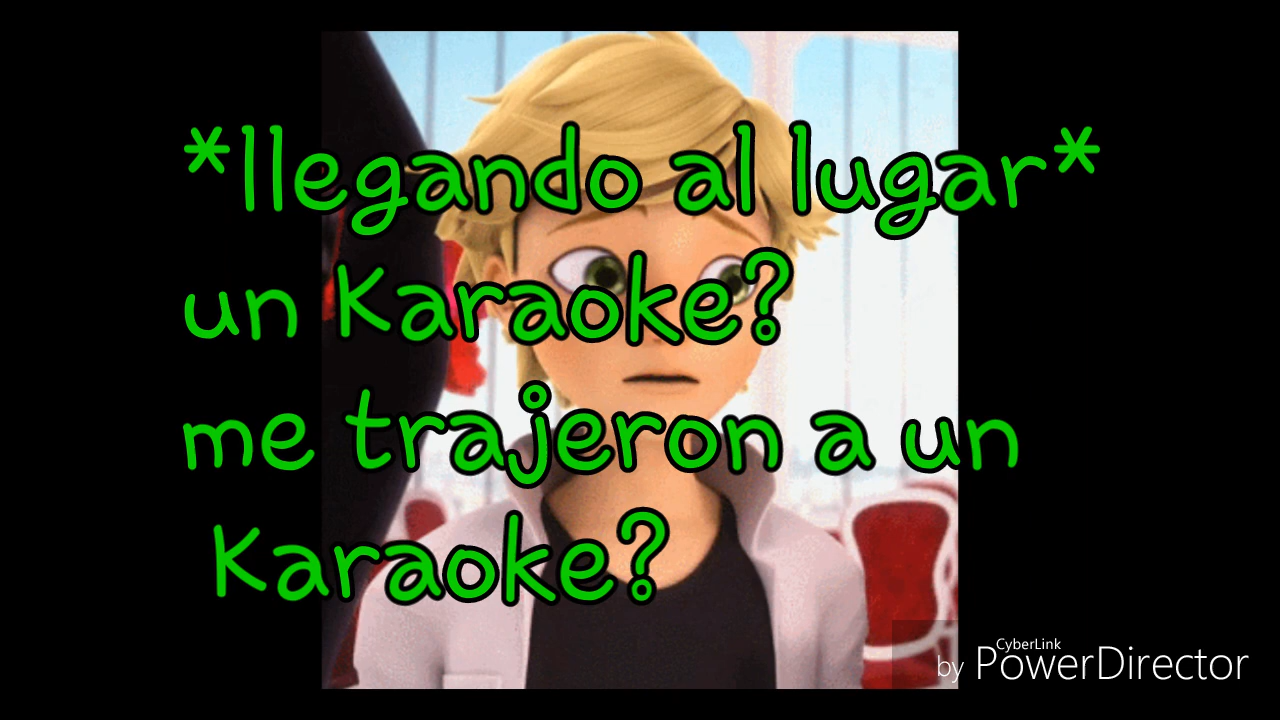 *llegando al lugar*
un Karaoke?
me trajeron a un
Karaoke?
CyberLink
by PowerDirector